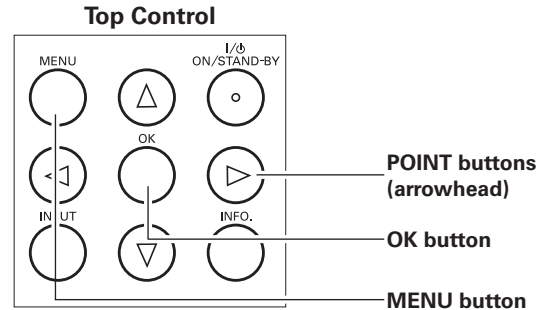 Top Control
I/⏻
MENU
ON/STAND-BY
OK
POINT buttons
(arrowhead)
INPUT
INFO.
OK button
MENU button